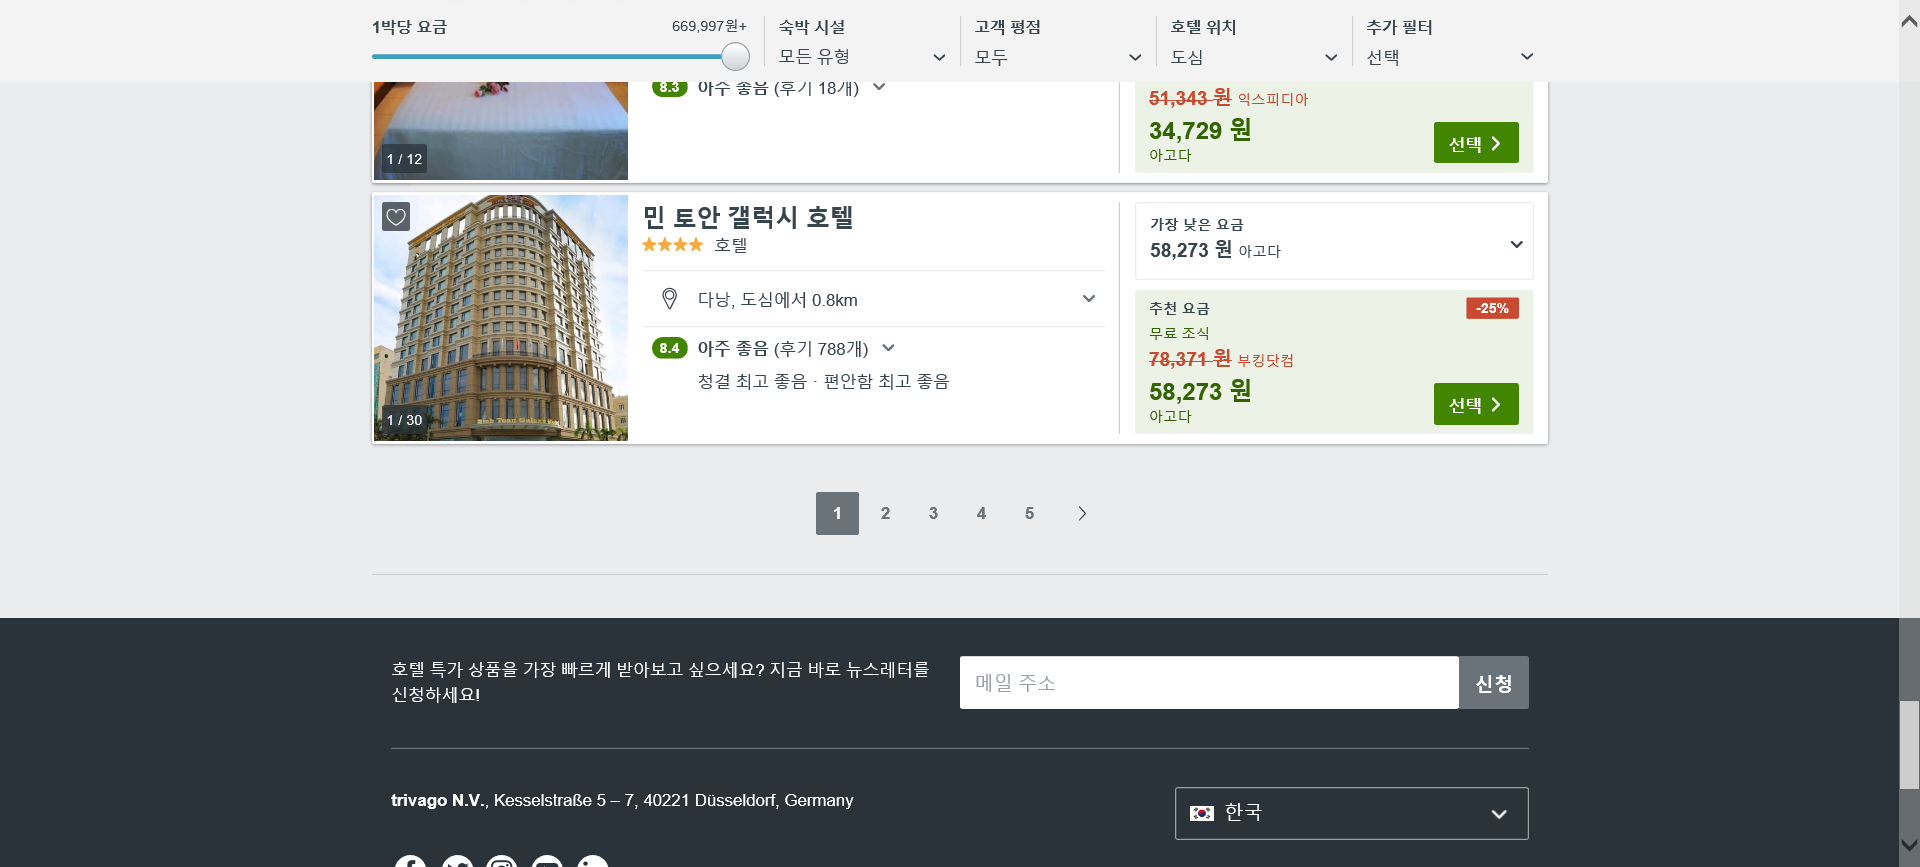 1박당 요금
669,997원+
숙박 시설
모든 유형
고객 평점
모두
호텔 위치
도심
추가 필터
선택
8.3 아주 좋음 (후기 18개)
1 / 12
51,343 원 익스피디아
34,729 원
아고다
선택
민 토안 갤럭시 호텔
호텔
다낭, 도심에서 0.8km
8.4 아주 좋음 (후기 788개)
청결 최고 좋음 · 편안함 최고 좋음
1 / 30
가장 낮은 요금
58,273 원 아고다
추천 요금
-25%
무료 조식
78,371 원 부킹닷컴
58,273 원
아고다
선택
1 2 3 4 5
호텔 특가 상품을 가장 빠르게 받아보고 싶으세요? 지금 바로 뉴스레터를
신청하세요!
메일 주소
신청
trivago N.V., Kesselstraße 5 – 7, 40221 Düsseldorf, Germany
한국